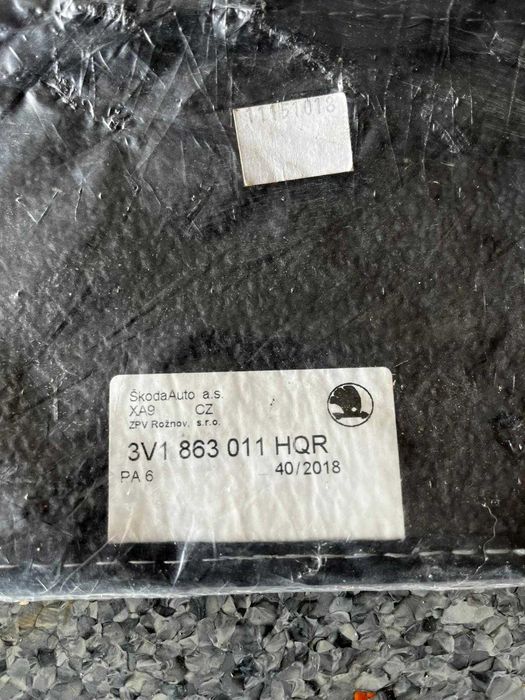 11151018
ŠkodaAuto a.s.
XA9 CZ
ZPV Rožnov, s.r.o.
3V1 863 011 HQR
PA 6 40/2018